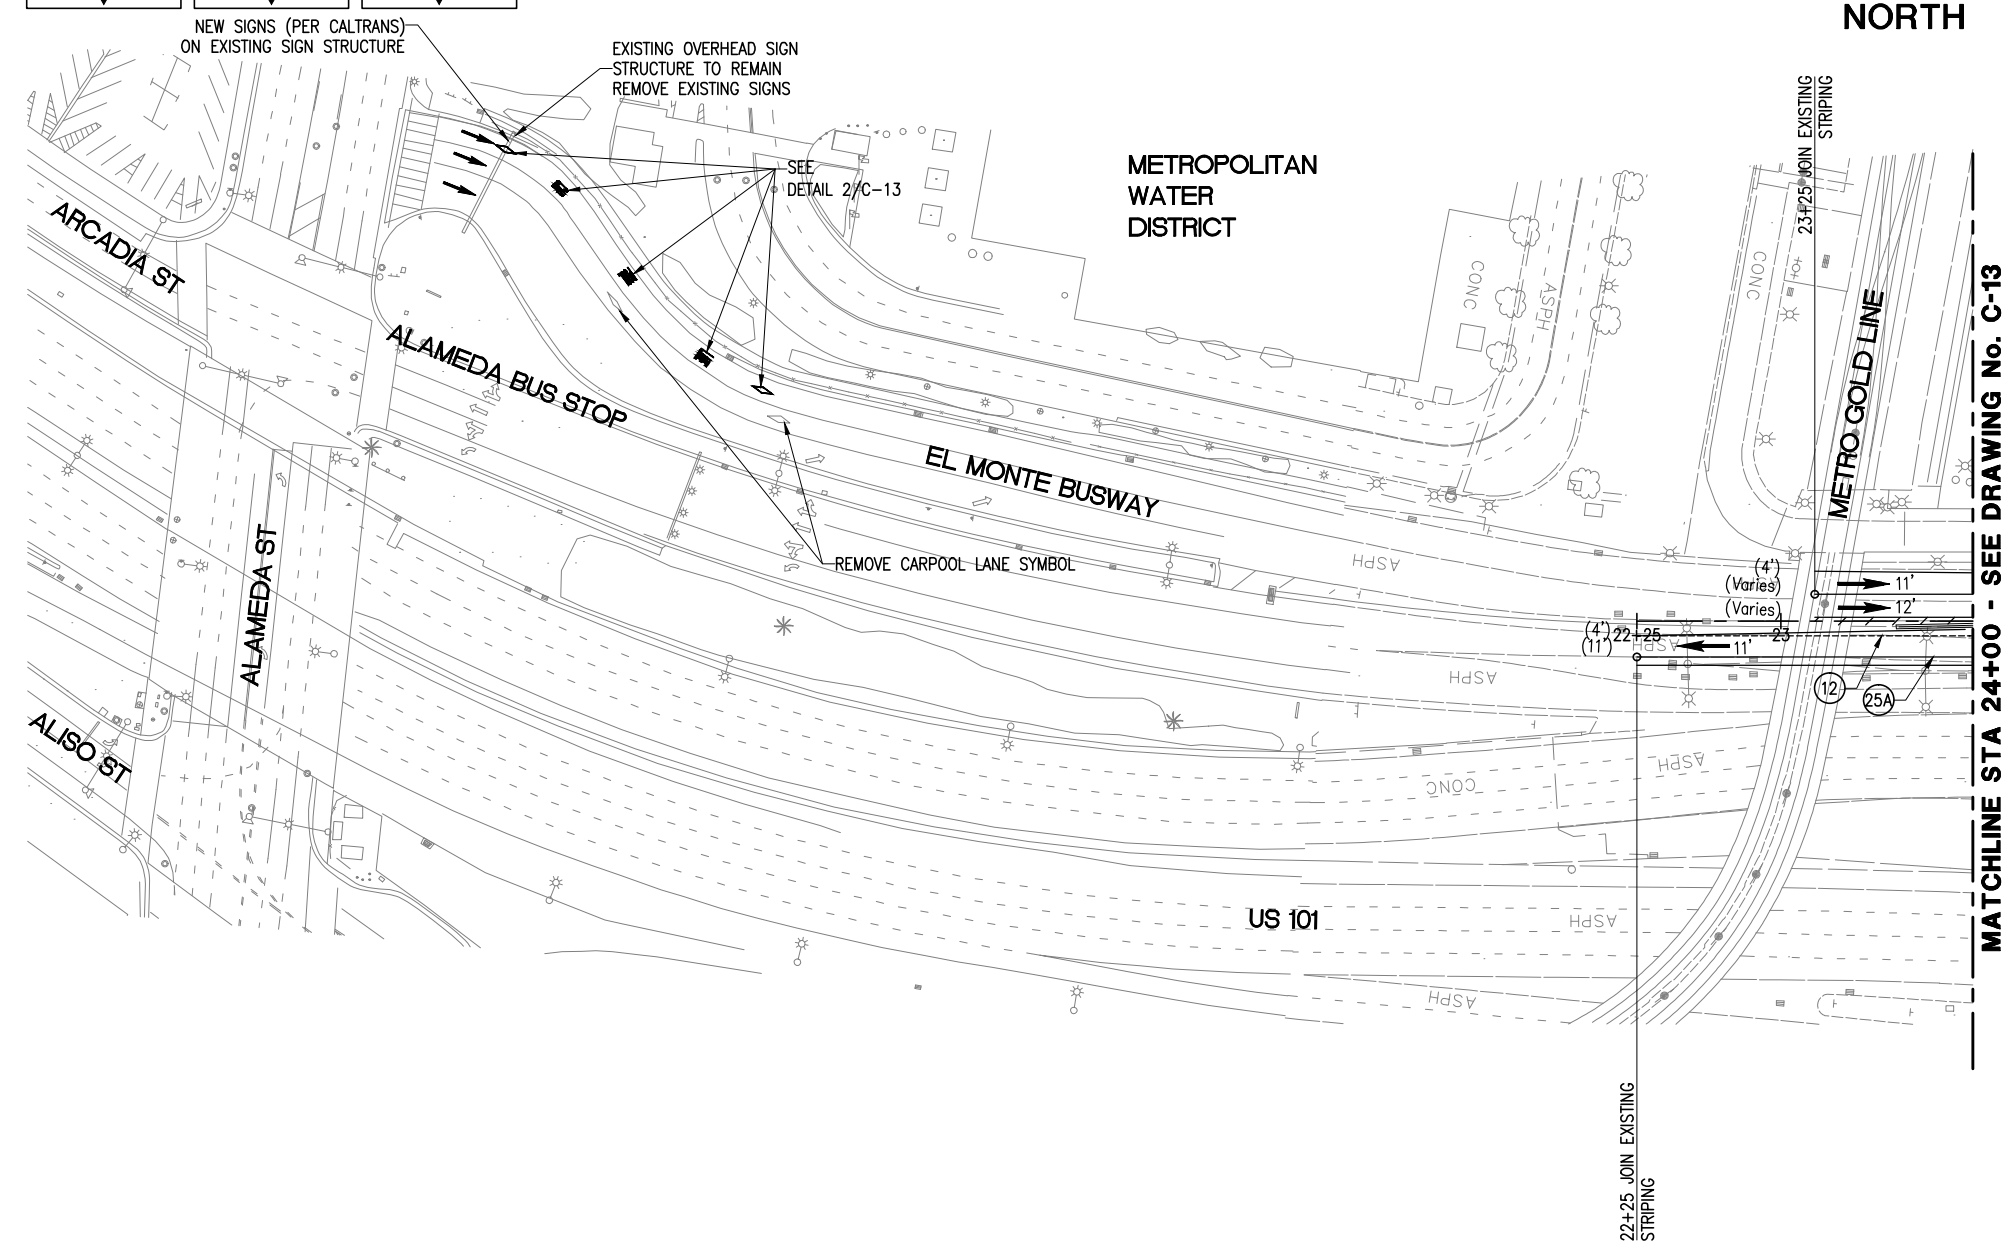 NORTH
NEW SIGNS (PER CALTRANS)
ON EXISTING SIGN STRUCTURE
EXISTING OVERHEAD SIGN
STRUCTURE TO REMAIN
REMOVE EXISTING SIGNS
SEE
DETAIL 2/C-13
METROPOLITAN
WATER
DISTRICT
23+25 JOIN EXISTING
STRIPING
ARCADIA ST
ALAMEDA BUS STOP
EL MONTE BUSWAY
CONC
ASPH
CONC
METRO GOLD LINE
MATCHLINE STA 24+00 - SEE DRAWING No. C-13
REMOVE CARPOOL LANE SYMBOL
ASPH
(4')
(Varies)
11'
(Varies)
12'
(4')
22+25
23
(11')
ASPH
11'
ASPH
12
25A
ALAMEDA ST
ALISO ST
ASPH
CONC
US 101
ASPH
ASPH
22+25 JOIN EXISTING
STRIPING